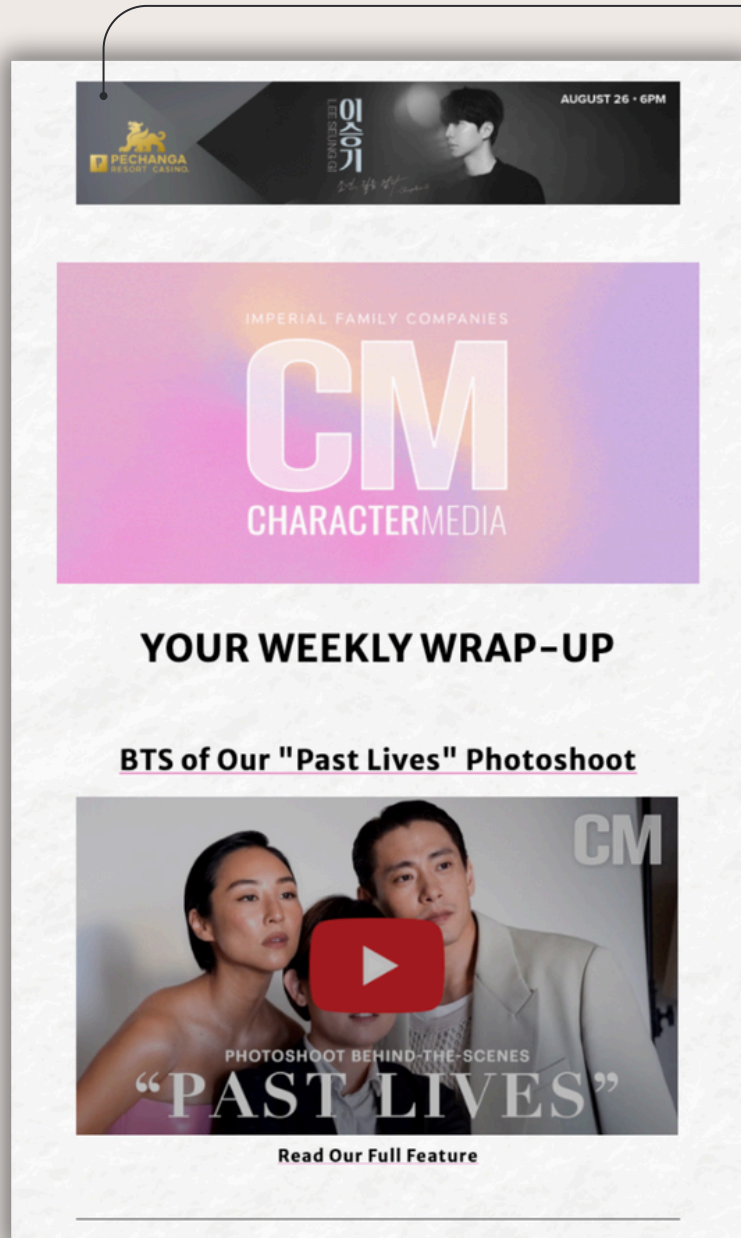 AUGUST 26 • 6PM
이승기
LEE SEUNG GI
PECHANGA
RESORT CASINO.
IMPERIAL FAMILY COMPANIES
CM
CHARACTERMEDIA
YOUR WEEKLY WRAP-UP
BTS of Our "Past Lives" Photoshoot
CM
PHOTOSHOOT BEHIND-THE-SCENES
“PAST LIVES”
Read Our Full Feature